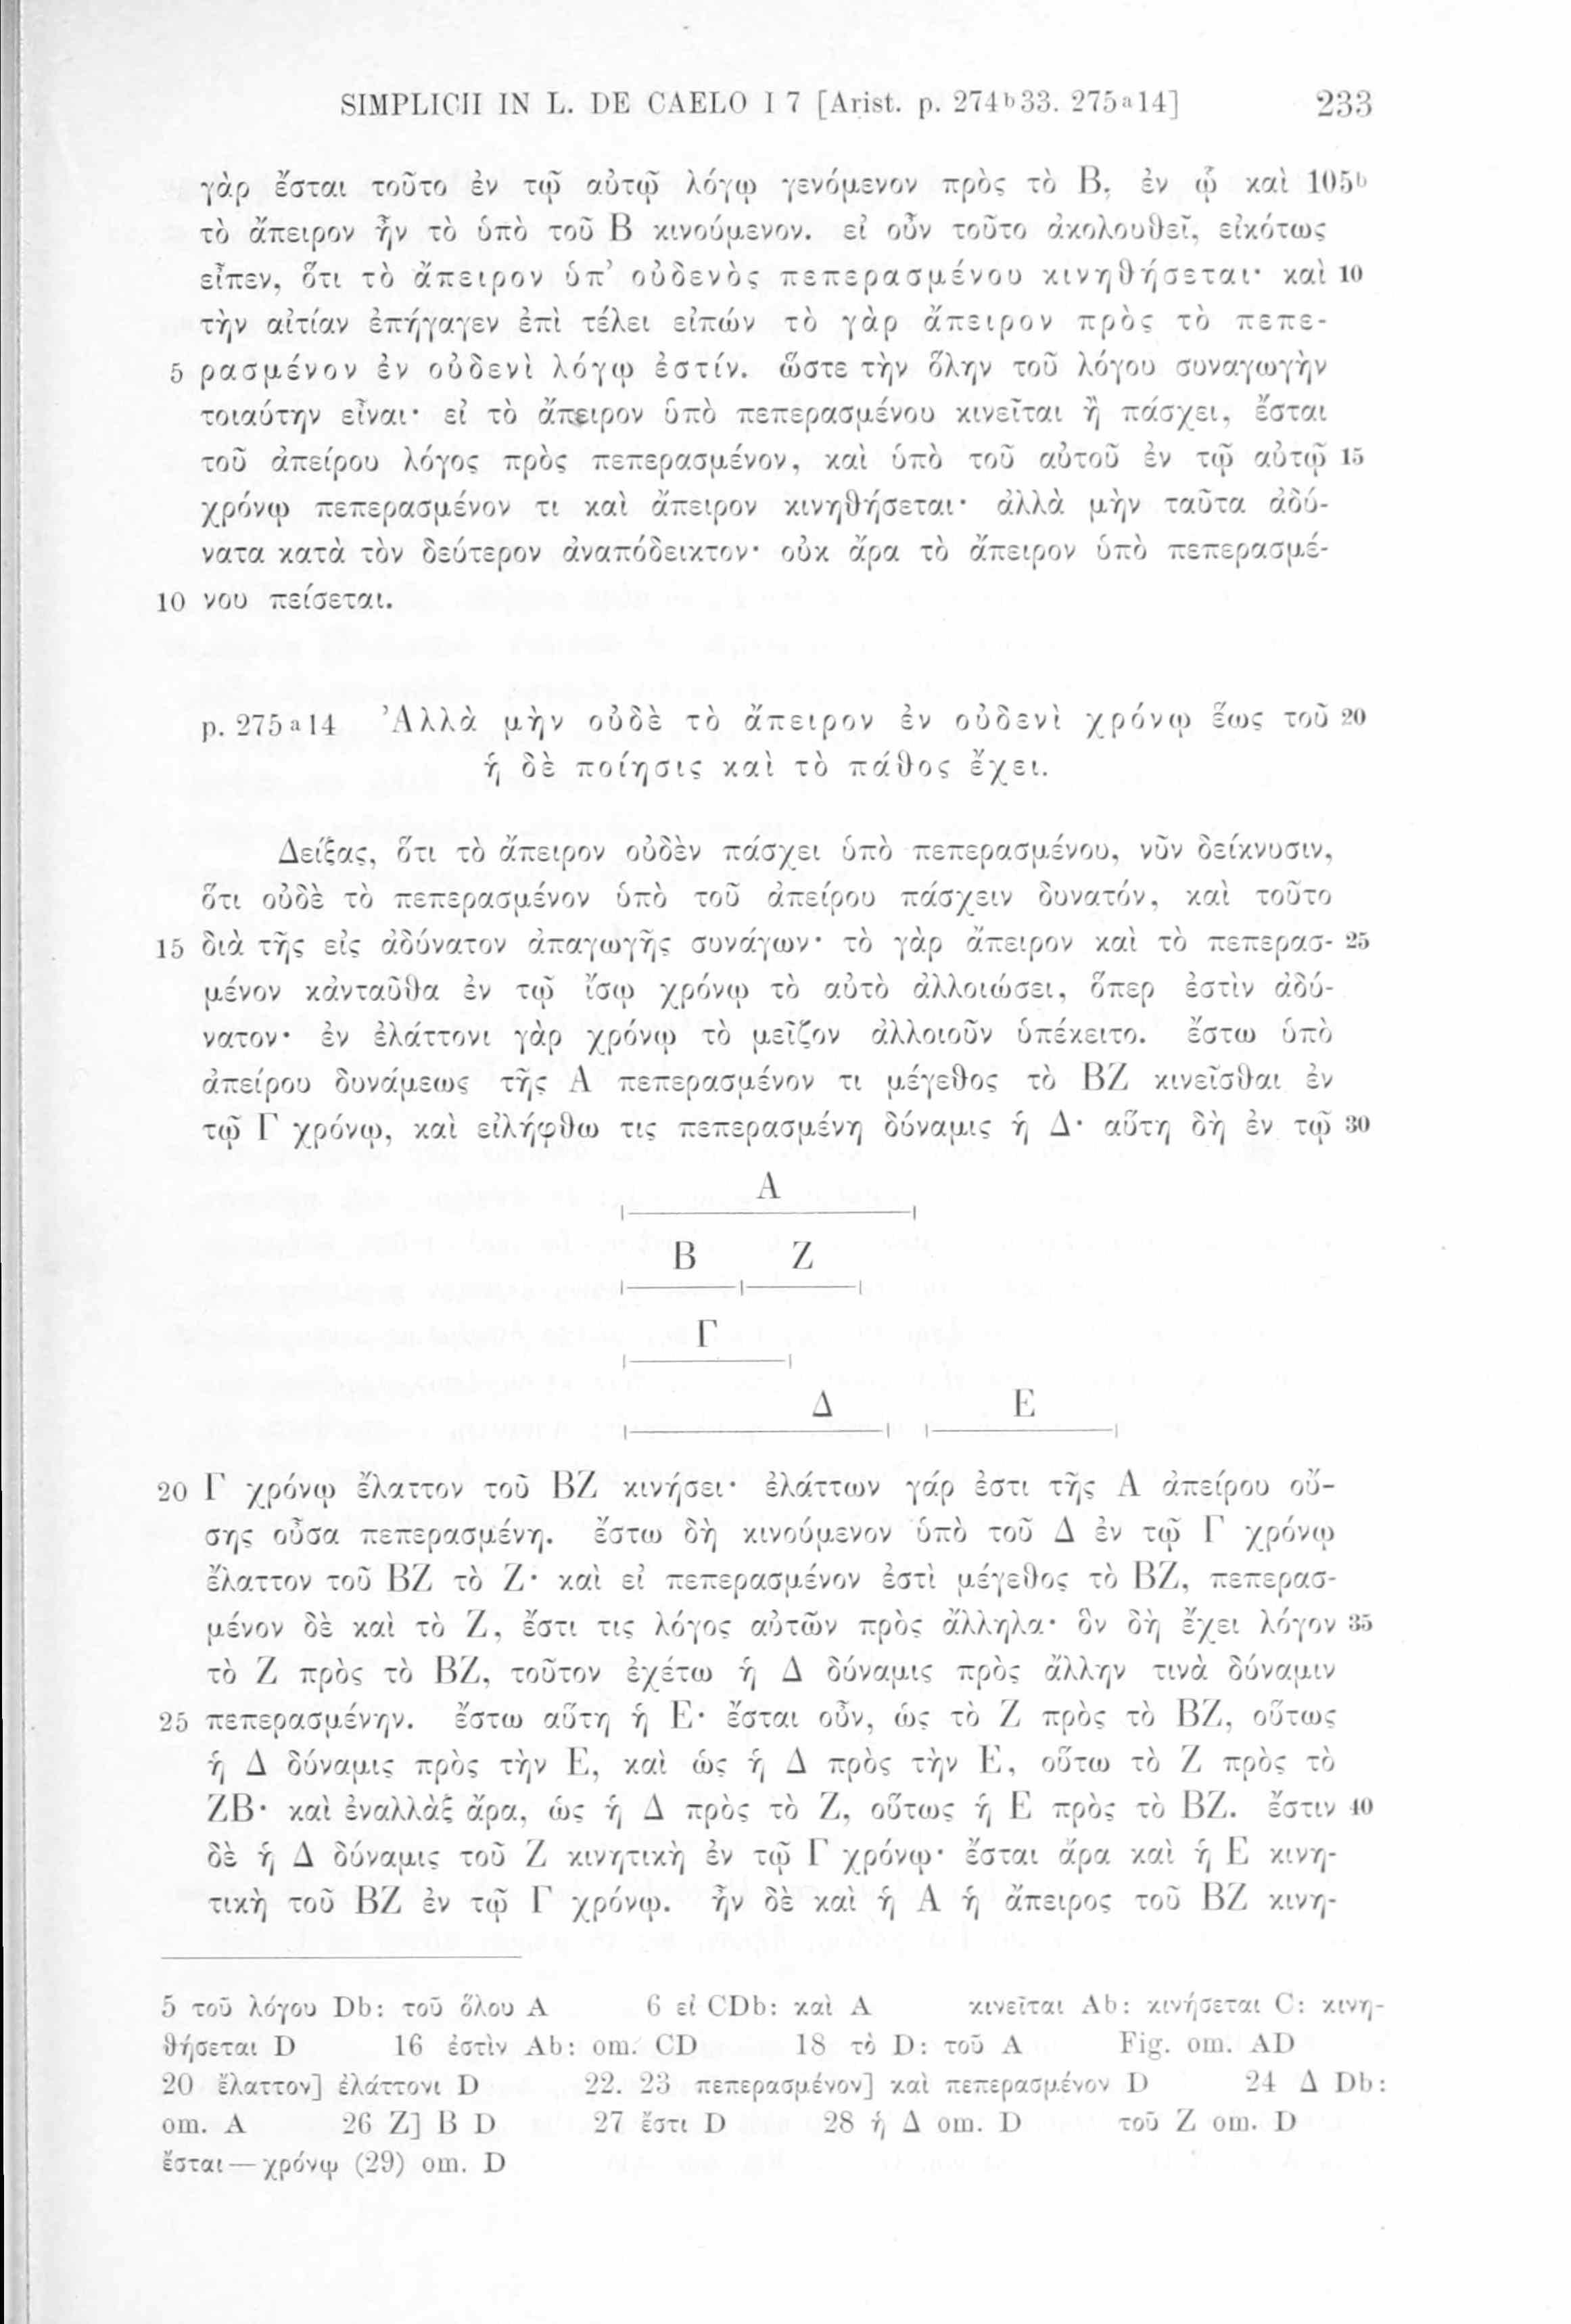 SIMPLICII IN L. DE CAELO I 7 [Arist. p. 274ᵇ33. 275ᵃ14] 233
γὰρ ἔσται τοῦτο ἐν τῷ αὐτῷ λόγῳ γενόμενον πρὸς τὸ Β, ἐν ᾧ καὶ 105ᵇ
τὸ ἄπειρον ἦν τὸ ὑπὸ τοῦ Β κινούμενον. εἰ οὖν τοῦτο ἀκολουθεῖ, εἰκότως
εἶπεν, ὅτι τὸ ἄπειρον ὑπ’ οὐδενὸς πεπερασμένου κινηθήσεται· καὶ 10
τὴν αἰτίαν ἐπήγαγεν ἐπὶ τέλει εἰπών τὸ γὰρ ἄπειρον πρὸς τὸ πεπε-
5 ρασμένον ἐν οὐδενὶ λόγῳ ἐστίν. ὥστε τὴν ὅλην τοῦ λόγου συναγωγὴν
τοιαύτην εἶναι· εἰ τὸ ἄπειρον ὑπὸ πεπερασμένου κινεῖται ἢ πάσχει, ἔσται
τοῦ ἀπείρου λόγος πρὸς πεπερασμένον, καὶ ὑπὸ τοῦ αὐτοῦ ἐν τῷ αὐτῷ 15
χρόνῳ πεπερασμένον τι καὶ ἄπειρον κινηθήσεται· ἀλλὰ μὴν ταῦτα ἀδύ-
νατα κατὰ τὸν δεύτερον ἀναπόδεικτον· οὐκ ἄρα τὸ ἄπειρον ὑπὸ πεπερασμέ-
10 νου πείσεται.
p. 275ᵃ14 Ἀλλὰ μὴν οὐδὲ τὸ ἄπειρον ἐν οὐδενὶ χρόνῳ ἕως τοῦ 20
ἡ δὲ ποίησις καὶ τὸ πάθος ἔχει.
Δείξας, ὅτι τὸ ἄπειρον οὐδὲν πάσχει ὑπὸ πεπερασμένου, νῦν δείκνυσιν,
ὅτι οὐδὲ τὸ πεπερασμένον ὑπὸ τοῦ ἀπείρου πάσχειν δυνατόν, καὶ τοῦτο
15 διὰ τῆς εἰς ἀδύνατον ἀπαγωγῆς συνάγων· τὸ γὰρ ἄπειρον καὶ τὸ πεπερασ- 25
μένον κἀνταῦθα ἐν τῷ ἴσῳ χρόνῳ τὸ αὐτὸ ἀλλοιώσει, ὅπερ ἐστὶν ἀδύ-
νατον· ἐν ἐλάττονι γὰρ χρόνῳ τὸ μεῖζον ἀλλοιοῦν ὑπέκειτο. ἔστω ὑπὸ
ἀπείρου δυνάμεως τῆς Α πεπερασμένον τι μέγεθος τὸ ΒΖ κινεῖσθαι ἐν
τῷ Γ χρόνῳ, καὶ εἰλήφθω τις πεπερασμένη δύναμις ἡ Δ· αὕτη δὴ ἐν τῷ 30
Α
Β Ζ
Γ
Δ Ε
20 Γ χρόνῳ ἔλαττον τοῦ ΒΖ κινήσει· ἐλάττων γάρ ἐστι τῆς Α ἀπείρου οὔ-
σης οὖσα πεπερασμένη. ἔστω δὴ κινούμενον ὑπὸ τοῦ Δ ἐν τῷ Γ χρόνῳ
ἔλαττον τοῦ ΒΖ τὸ Ζ· καὶ εἰ πεπερασμένον ἐστὶ μέγεθος τὸ ΒΖ, πεπερασ-
μένον δὲ καὶ τὸ Ζ, ἔστι τις λόγος αὐτῶν πρὸς ἄλληλα· ὃν δὴ ἔχει λόγον 35
τὸ Ζ πρὸς τὸ ΒΖ, τοῦτον ἐχέτω ἡ Δ δύναμις πρὸς ἄλλην τινὰ δύναμιν
25 πεπερασμένην. ἔστω αὕτη ἡ Ε· ἔσται οὖν, ὡς τὸ Ζ πρὸς τὸ ΒΖ, οὕτως
ἡ Δ δύναμις πρὸς τὴν Ε, καὶ ὡς ἡ Δ πρὸς τὴν Ε, οὕτω τὸ Ζ πρὸς τὸ
ΖΒ· καὶ ἐναλλὰξ ἄρα, ὡς ἡ Δ πρὸς τὸ Ζ, οὕτως ἡ Ε πρὸς τὸ ΒΖ. ἔστιν 40
δὲ ἡ Δ δύναμις τοῦ Ζ κινητικὴ ἐν τῷ Γ χρόνῳ· ἔσται ἄρα καὶ ἡ Ε κινη-
τικὴ τοῦ ΒΖ ἐν τῷ Γ χρόνῳ. ἦν δὲ καὶ ἡ Α ἡ ἄπειρος τοῦ ΒΖ κινη-
5 τοῦ λόγου Db: τοῦ ὅλου A 6 εἰ CDb: καὶ A κινεῖται Ab: κινήσεται C: κινη-
θήσεται D 16 ἐστὶν Ab: om. CD 18 τὸ D: τοῦ A Fig. om. AD
20 ἔλαττον] ἐλάττονι D 22. 23 πεπερασμένον] καὶ πεπερασμένον D 24 Δ Db:
om. A 26 Ζ] Β D 27 ἔστι D 28 ἡ Δ om. D τοῦ Ζ om. D
ἔσται — χρόνῳ (29) om. D